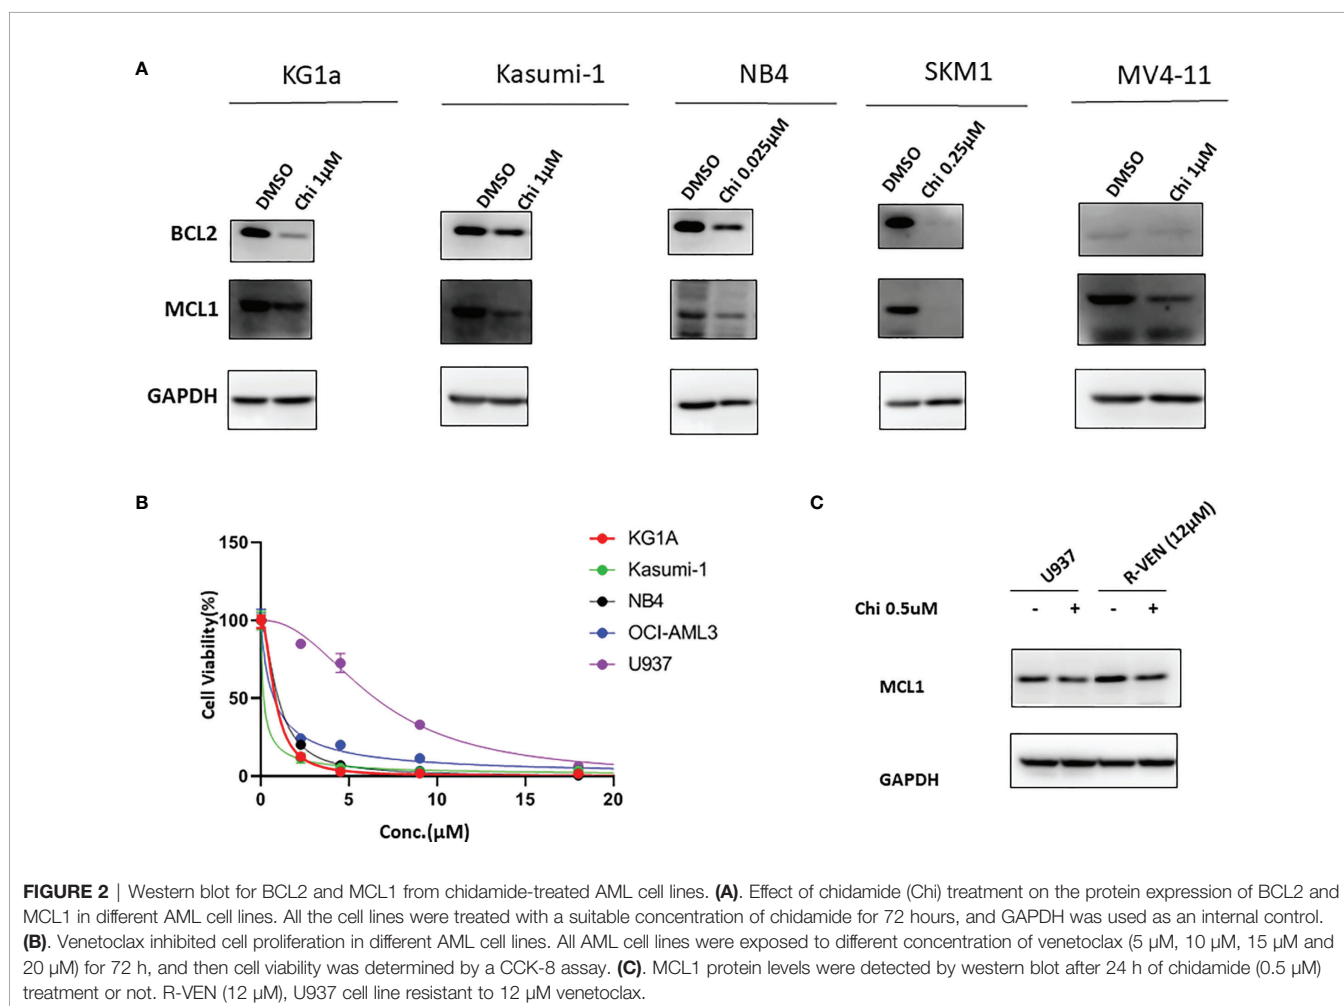 A
KG1a Kasumi-1 NB4 SKM1 MV4-11
DMSO Chi 1μM DMSO Chi 1μM DMSO Chi 0.025μM DMSO Chi 0.25μM DMSO Chi 1μM
BCL2
MCL1
GAPDH
B
150
100
50
0
0 5 10 15 20
Cell Viability(%)
Conc.(μM)
KG1A
Kasumi-1
NB4
OCI-AML3
U937
C
U937 R-VEN (12μM)
Chi 0.5uM - + - +
MCL1
GAPDH
FIGURE 2 | Western blot for BCL2 and MCL1 from chidamide-treated AML cell lines. (A). Effect of chidamide (Chi) treatment on the protein expression of BCL2 and
MCL1 in different AML cell lines. All the cell lines were treated with a suitable concentration of chidamide for 72 hours, and GAPDH was used as an internal control.
(B). Venetoclax inhibited cell proliferation in different AML cell lines. All AML cell lines were exposed to different concentration of venetoclax (5 μM, 10 μM, 15 μM and
20 μM) for 72 h, and then cell viability was determined by a CCK-8 assay. (C). MCL1 protein levels were detected by western blot after 24 h of chidamide (0.5 μM)
treatment or not. R-VEN (12 μM), U937 cell line resistant to 12 μM venetoclax.